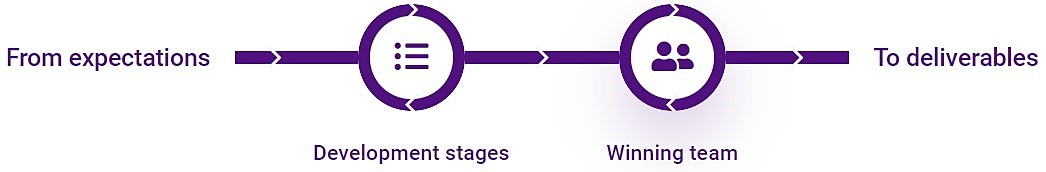 From expectations
To deliverables
Development stages
Winning team